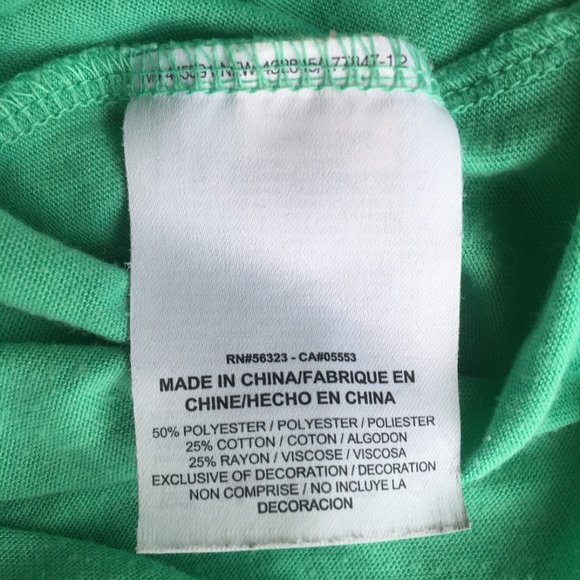 RN#56323 - CA#05553
MADE IN CHINA/FABRIQUE EN
CHINE/HECHO EN CHINA
50% POLYESTER / POLYESTER / POLIESTER
25% COTTON / COTON / ALGODON
25% RAYON / VISCOSE / VISCOSA
EXCLUSIVE OF DECORATION / DECORATION
NON COMPRISE / NO INCLUYE LA
DECORACION